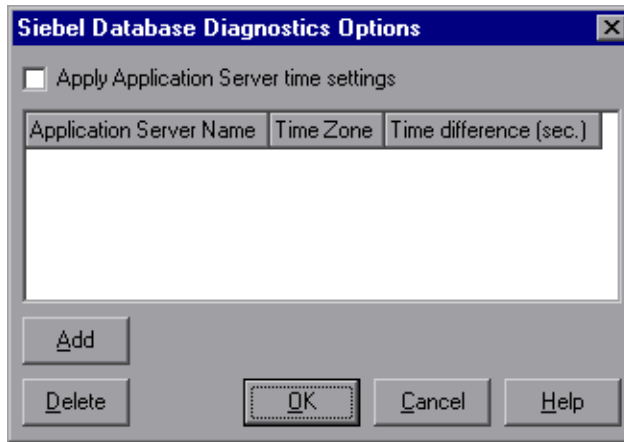 Siebel Database Diagnostics Options
Apply Application Server time settings
Application Server Name Time Zone Time difference (sec.)
Add
Delete OK Cancel Help